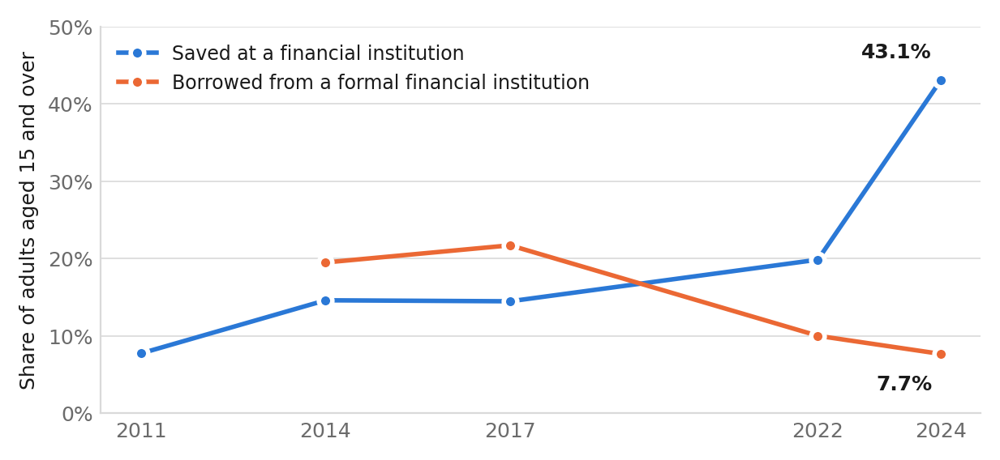 50%
40%
30%
20%
10%
0%
Share of adults aged 15 and over
Saved at a financial institution
Borrowed from a formal financial institution
43.1%
7.7%
2011 2014 2017 2022 2024